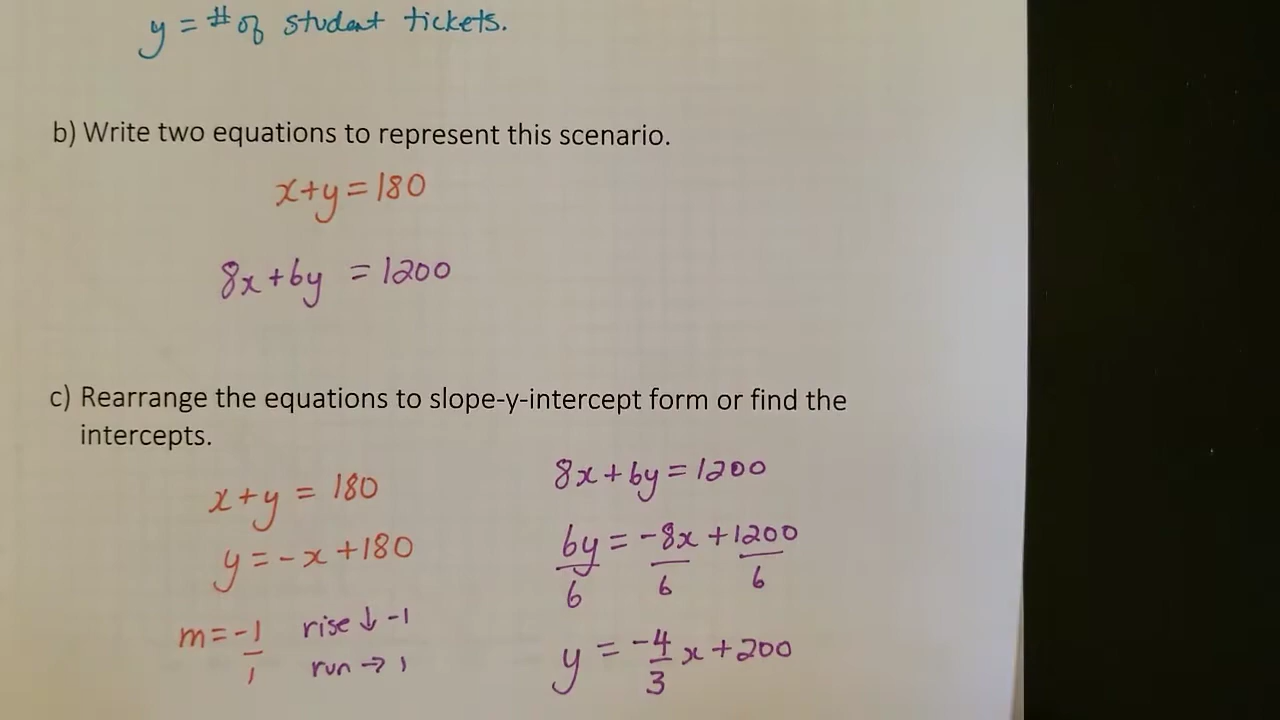 y = # of student tickets.
b) Write two equations to represent this scenario.
x+y=180
8x+6y = 1200
c) Rearrange the equations to slope-y-intercept form or find the
intercepts.
x+y = 180
y=-x+180
m=-1/1
rise ↓ -1
run → 1
8x+6y=1200
6y/6 = -8x/6 + 1200/6
y = -4/3 x+200